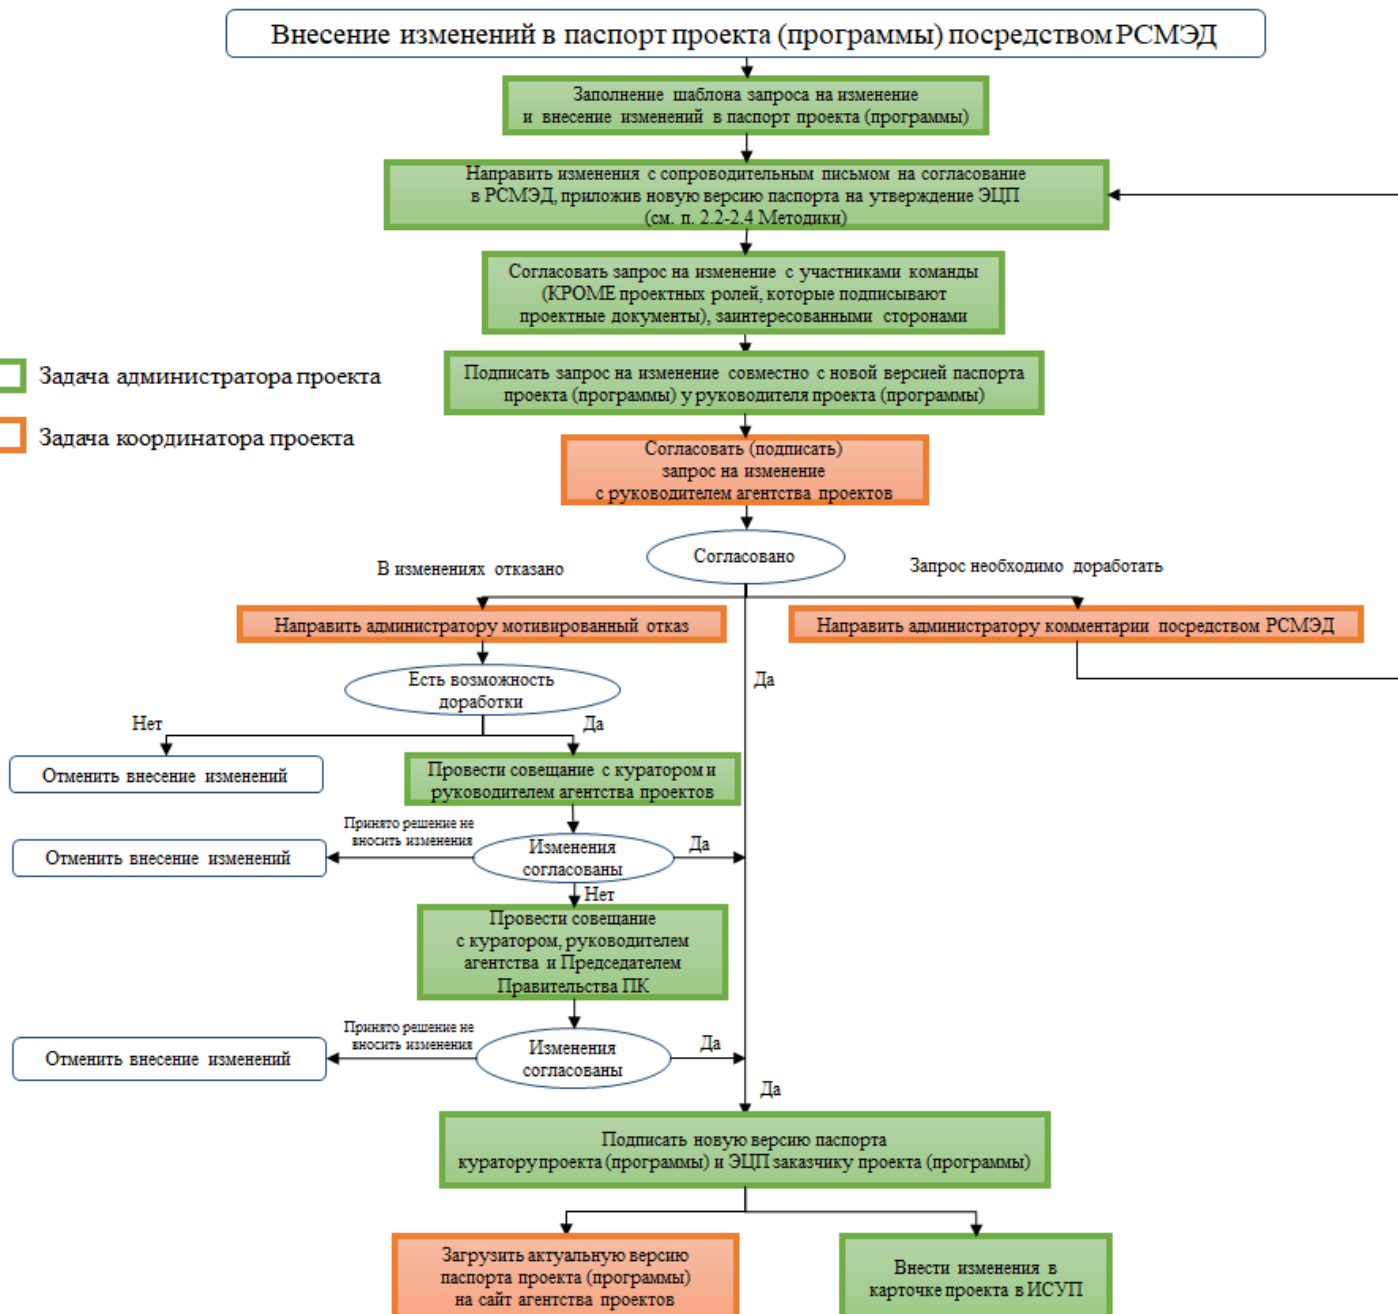 Внесение изменений в паспорт проекта (программы) посредством РСМЭД
Заполнение шаблона запроса на изменение
и внесение изменений в паспорт проекта (программы)
Направить изменения с сопроводительным письмом на согласование
в РСМЭД, приложив новую версию паспорта на утверждение ЭЦП
(см. п. 2.2-2.4 Методики)
Согласовать запрос на изменение с участниками команды
(КРОМЕ проектных ролей, которые подписывают
проектные документы), заинтересованными сторонами
Задача администратора проекта
Задача координатора проекта
Подписать запрос на изменение совместно с новой версией паспорта
проекта (программы) у руководителя проекта (программы)
Согласовать (подписать)
запрос на изменение
с руководителем агентства проектов
Согласовано
В изменениях отказано
Запрос необходимо доработать
Направить администратору мотивированный отказ
Направить администратору комментарии посредством РСМЭД
Есть возможность
доработки
Да
Нет
Да
Отменить внесение изменений
Провести совещание с куратором и
руководителем агентства проектов
Принято решение не
вносить изменения
Отменить внесение изменений
Изменения
согласованы
Да
Нет
Провести совещание
с куратором, руководителем
агентства и Председателем
Правительства ПК
Принято решение не
вносить изменения
Отменить внесение изменений
Изменения
согласованы
Да
Да
Подписать новую версию паспорта
куратору проекта (программы) и ЭЦП заказчику проекта (программы)
Загрузить актуальную версию
паспорта проекта (программы)
на сайт агентства проектов
Внести изменения в
карточке проекта в ИСУП